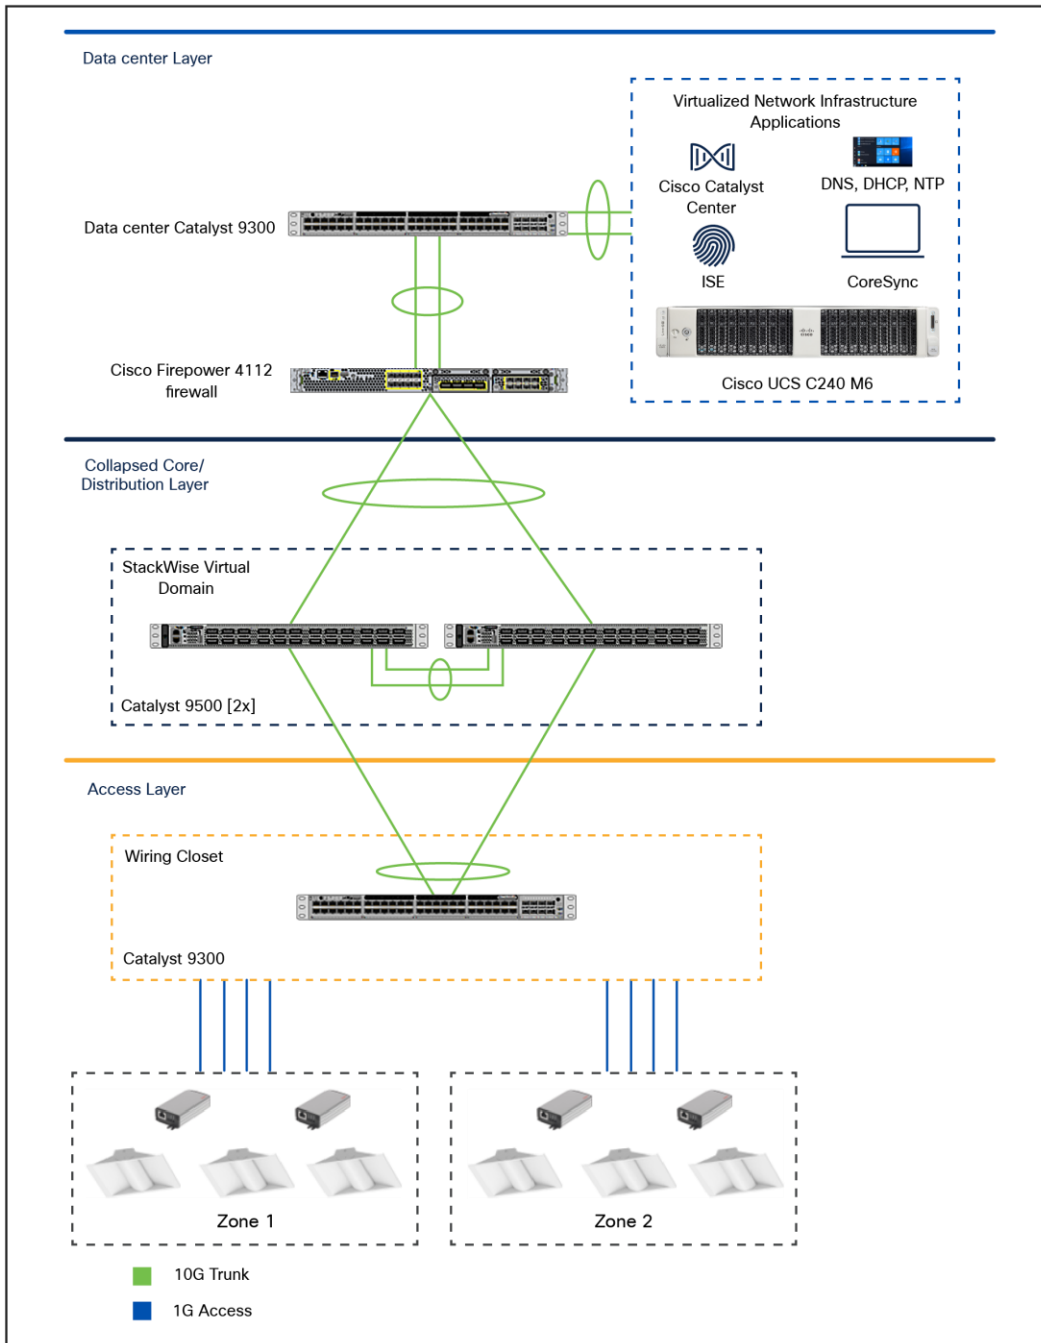 Data center Layer
Virtualized Network Infrastructure
Applications
Cisco Catalyst
Center
DNS, DHCP, NTP
Data center Catalyst 9300
ISE
CoreSync
Cisco Firepower 4112
firewall
Cisco UCS C240 M6
Collapsed Core/
Distribution Layer
StackWise Virtual
Domain
Catalyst 9500 [2x]
Access Layer
Wiring Closet
Catalyst 9300
Zone 1
Zone 2
10G Trunk
1G Access